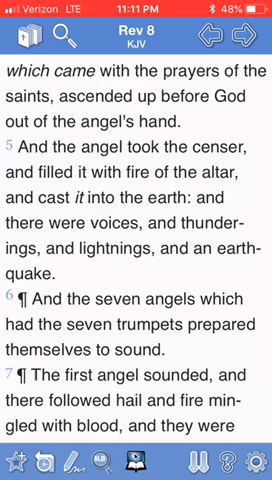 Verizon LTE 11:11 PM 48%
Rev 8
KJV
which came with the prayers of the
saints, ascended up before God
out of the angel's hand.
5 And the angel took the censer,
and filled it with fire of the altar,
and cast it into the earth: and
there were voices, and thunder-
ings, and lightnings, and an earth-
quake.
6 ¶ And the seven angels which
had the seven trumpets prepared
themselves to sound.
7 ¶ The first angel sounded, and
there followed hail and fire min-
gled with blood, and they were
BLB